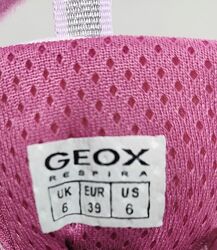 GEOX
RESPIRA
UK EUR US
6 39 6